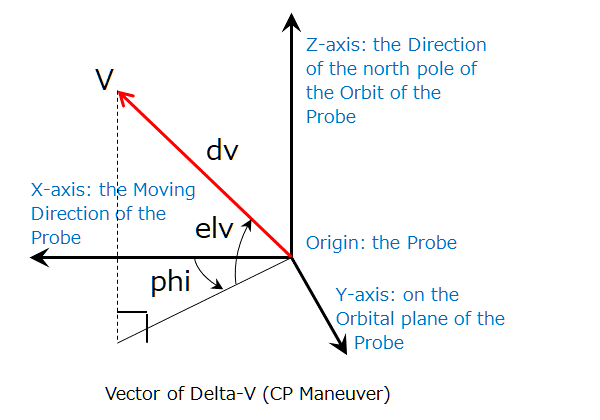 Z-axis: the Direction
of the north pole of
the Orbit of the
Probe
V
dv
X-axis: the Moving
Direction of the
Probe
elv
Origin: the Probe
phi
Y-axis: on the
Orbital plane of the
Probe
Vector of Delta-V (CP Maneuver)